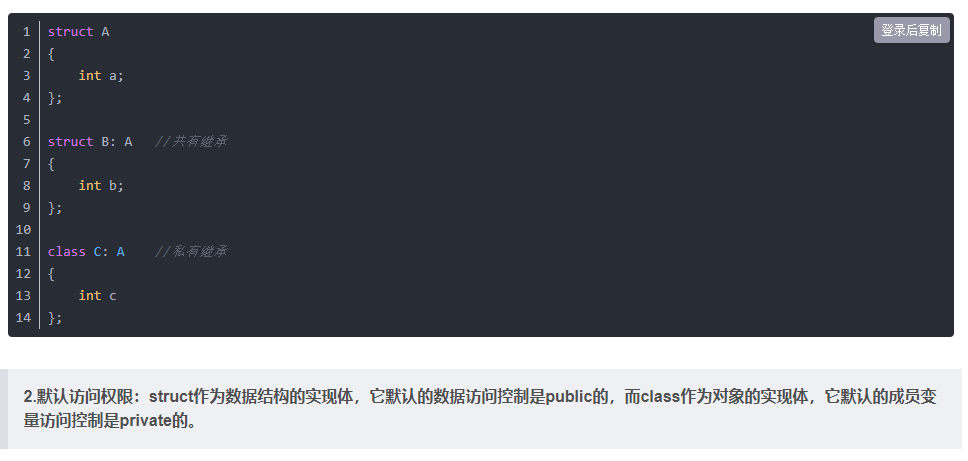 登录后复制
1 struct A
2 {
3     int a;
4 };
5
6 struct B: A   //共有继承
7 {
8     int b;
9 };
10
11 class C: A    //私有继承
12 {
13     int c
14 };
2.默认访问权限：struct作为数据结构的实现体，它默认的数据访问控制是public的，而class作为对象的实现体，它默认的成员变
量访问控制是private的。